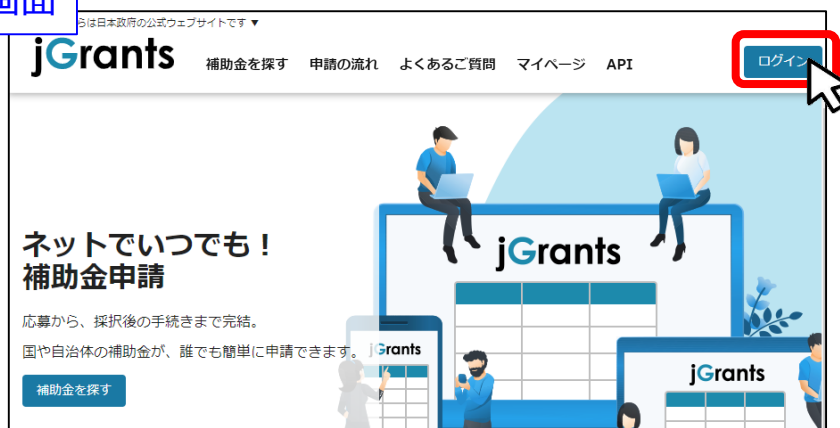 画面
らは日本政府の公式ウェブサイトです ▼
jGrants
補助金を探す 申請の流れ よくあるご質問 マイページ API
ログイン
ネットでいつでも！
補助金申請
応募から、採択後の手続きまで完結。
国や自治体の補助金が、誰でも簡単に申請できます。
補助金を探す
jGrants
jGrants
jGrants